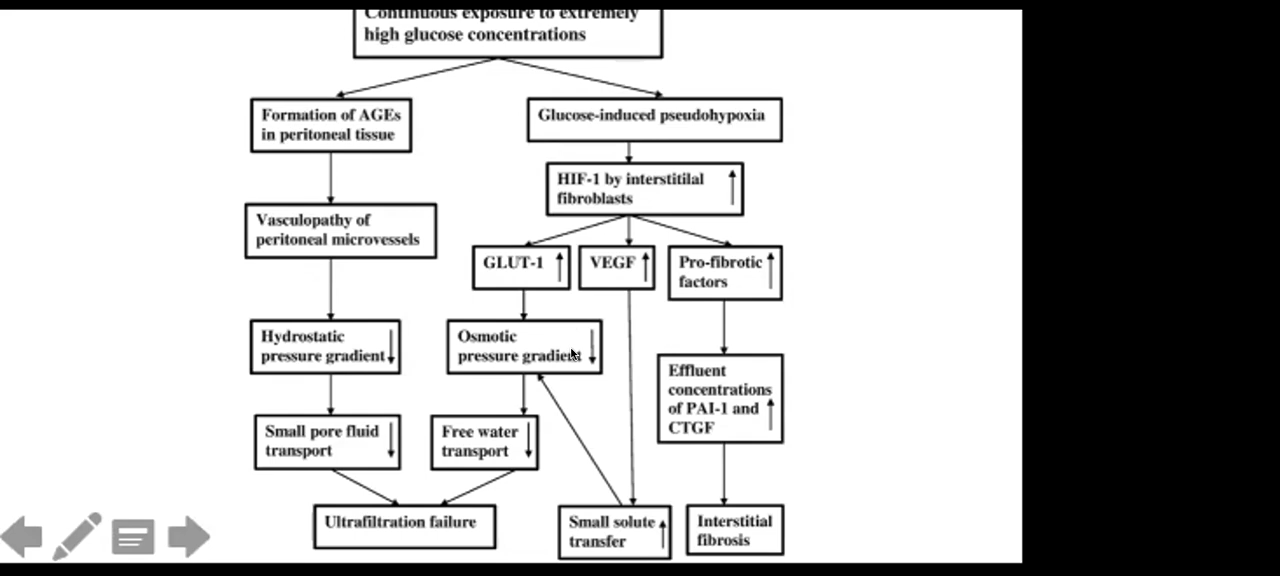 Continuous exposure to extremely
high glucose concentrations
Formation of AGEs
in peritoneal tissue
Glucose-induced pseudohypoxia
HIF-1 by interstitilal
fibroblasts
Vasculopathy of
peritoneal microvessels
GLUT-1
VEGF
Pro-fibrotic
factors
Hydrostatic
pressure gradient
Osmotic
pressure gradient
Effluent
concentrations
of PAI-1 and
CTGF
Small pore fluid
transport
Free water
transport
Ultrafiltration failure
Small solute
transfer
Interstitial
fibrosis